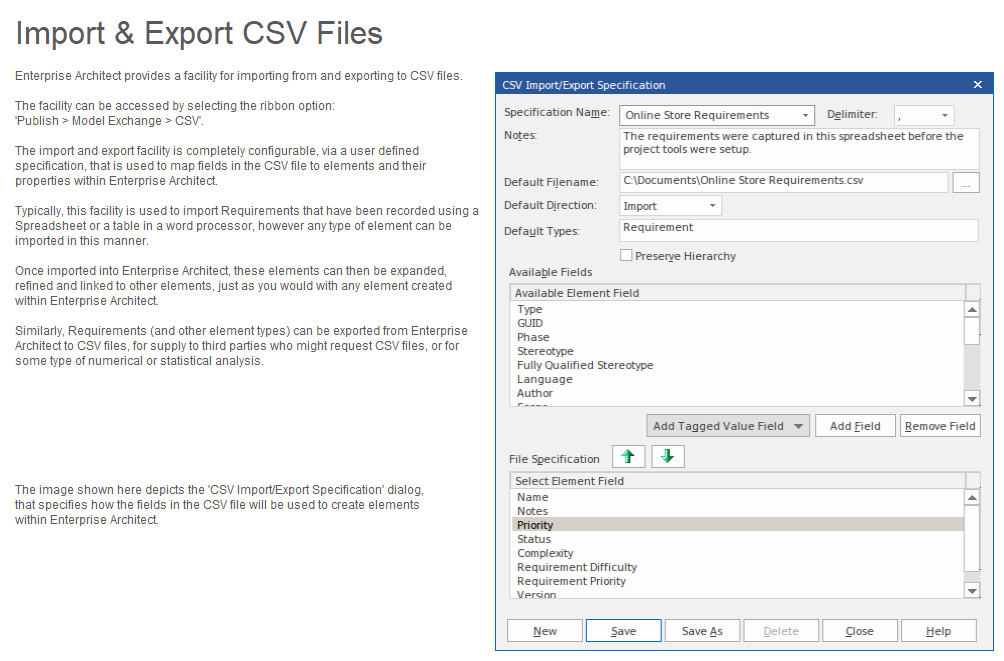 Import & Export CSV Files
Enterprise Architect provides a facility for importing from and exporting to CSV files.
The facility can be accessed by selecting the ribbon option:
'Publish > Model Exchange > CSV'.
The import and export facility is completely configurable, via a user defined
specification, that is used to map fields in the CSV file to elements and their
properties within Enterprise Architect.
Typically, this facility is used to import Requirements that have been recorded using a
Spreadsheet or a table in a word processor, however any type of element can be
imported in this manner.
Once imported into Enterprise Architect, these elements can then be expanded,
refined and linked to other elements, just as you would with any element created
within Enterprise Architect.
Similarly, Requirements (and other element types) can be exported from Enterprise
Architect to CSV files, for supply to third parties who might request CSV files, or for
some type of numerical or statistical analysis.
The image shown here depicts the 'CSV Import/Export Specification' dialog,
that specifies how the fields in the CSV file will be used to create elements
within Enterprise Architect.
CSV Import/Export Specification
Specification Name: Online Store Requirements Delimiter: ,
Notes: The requirements were captured in this spreadsheet before the
project tools were setup.
Default Filename: C:\Documents\Online Store Requirements.csv ...
Default Direction: Import
Default Types: Requirement
Preserve Hierarchy
Available Fields
Available Element Field
Type
GUID
Phase
Stereotype
Fully Qualified Stereotype
Language
Author
Scope
Add Tagged Value Field Add Field Remove Field
File Specification
Select Element Field
Name
Notes
Priority
Status
Complexity
Requirement Difficulty
Requirement Priority
Version
New Save Save As Delete Close Help